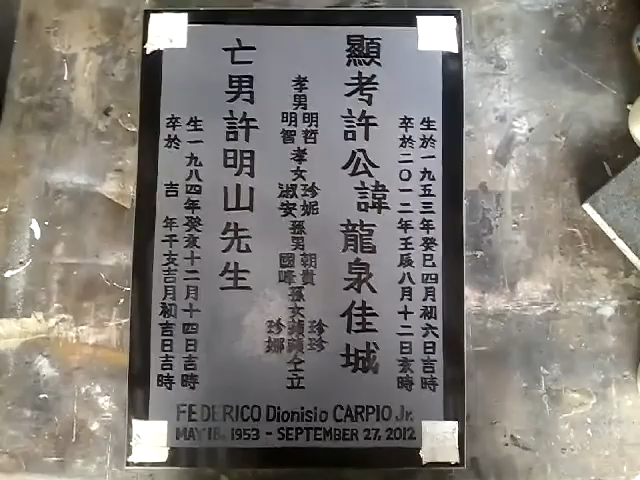 生於一九五三年癸巳四月初六日吉時
卒於二〇一二年壬辰八月十二日亥時
顯考許公諱龍泉佳城
孝男明哲明智孝女珍妮淑安孫男朝貴國峰孫女珍珍珍娜仝立
亡男許明山先生
生一九八四年癸亥十二月十四日吉時
卒於 吉 年干支吉月初吉日吉時
FEDERICO Dionisio CARPIO Jr.
MAY 18, 1953 - SEPTEMBER 27, 2012